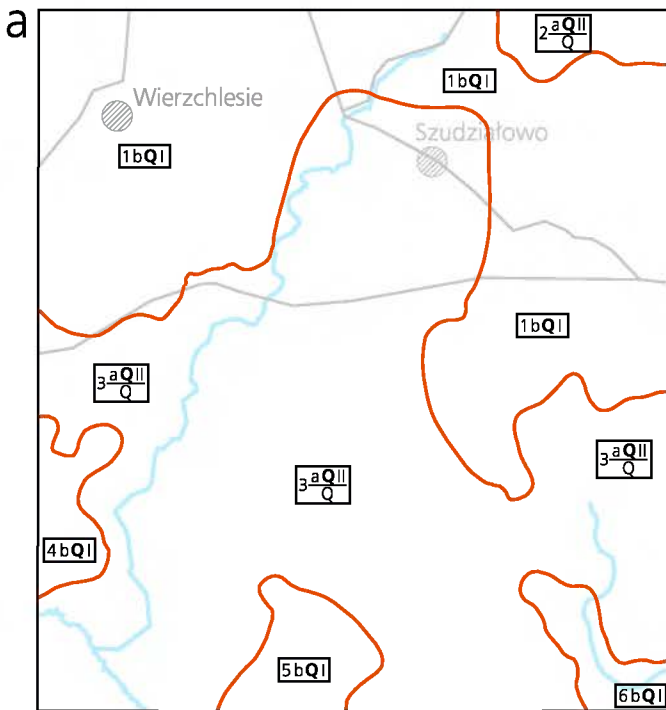 a
2 aQII
Q
1bQI
Wierzchlesie
Szudziałowo
1bQI
1bQI
3 aQII
Q
3 aQII
Q
3 aQII
Q
4bQI
5bQI
6bQI